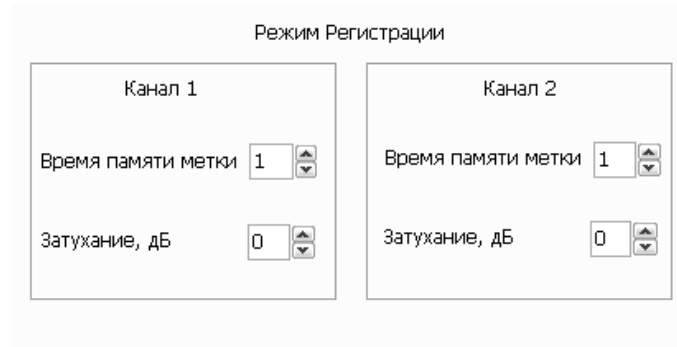 Режим Регистрации
Канал 1
Время памяти метки 1
Затухание, дБ 0
Канал 2
Время памяти метки 1
Затухание, дБ 0